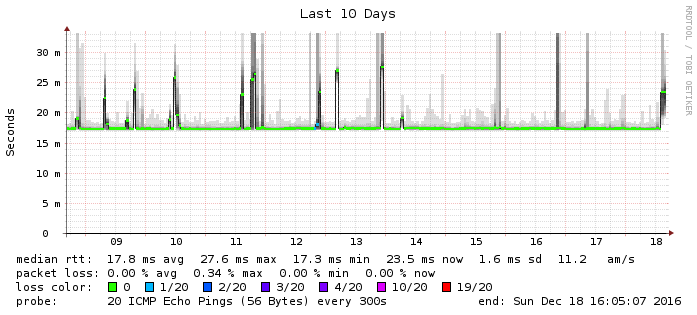 Last 10 Days
RRDTOOL / TOBI OETIKER
Seconds
30 m
25 m
20 m
15 m
10 m
5 m
0
09 10 11 12 13 14 15 16 17 18
median rtt: 17.8 ms avg 27.6 ms max 17.3 ms min 23.5 ms now 1.6 ms sd 11.2 am/s
packet loss: 0.00 % avg 0.34 % max 0.00 % min 0.00 % now
loss color: 0 1/20 2/20 3/20 4/20 10/20 19/20
probe: 20 ICMP Echo Pings (56 Bytes) every 300s end: Sun Dec 18 16:05:07 2016